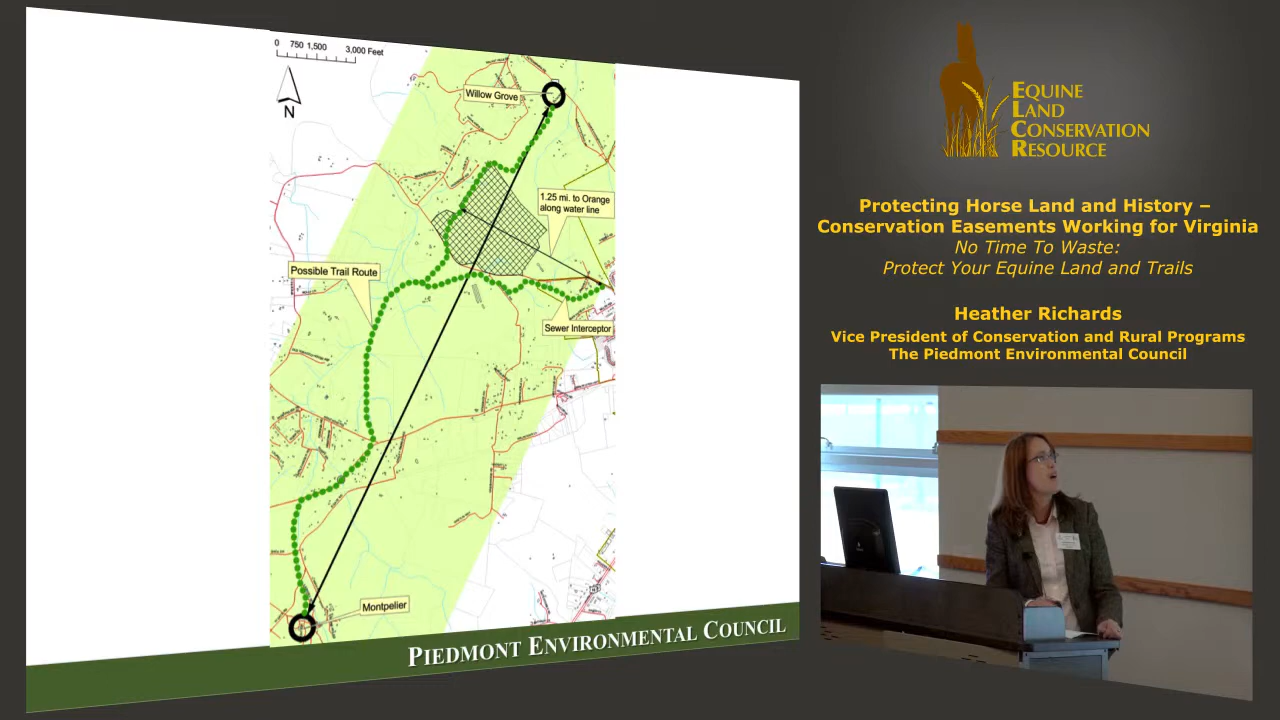 0 750 1,500 3,000 Feet
N
Willow Grove
1.25 mi. to Orange
along water line
Possible Trail Route
Sewer Interceptor
Montpelier
PIEDMONT ENVIRONMENTAL COUNCIL
EQUINE
LAND
CONSERVATION
RESOURCE
Protecting Horse Land and History –
Conservation Easements Working for Virginia
No Time To Waste:
Protect Your Equine Land and Trails
Heather Richards
Vice President of Conservation and Rural Programs
The Piedmont Environmental Council